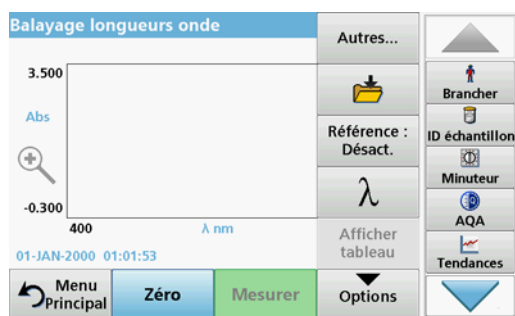 Balayage longueurs onde
3.500
Abs
-0.300
400
λ nm
01-JAN-2000 01:01:53
Autres...
Référence :
Désact.
λ
Afficher
tableau
Menu
Principal
Zéro
Mesurer
Options
Brancher
ID échantillon
Minuteur
AQA
Tendances